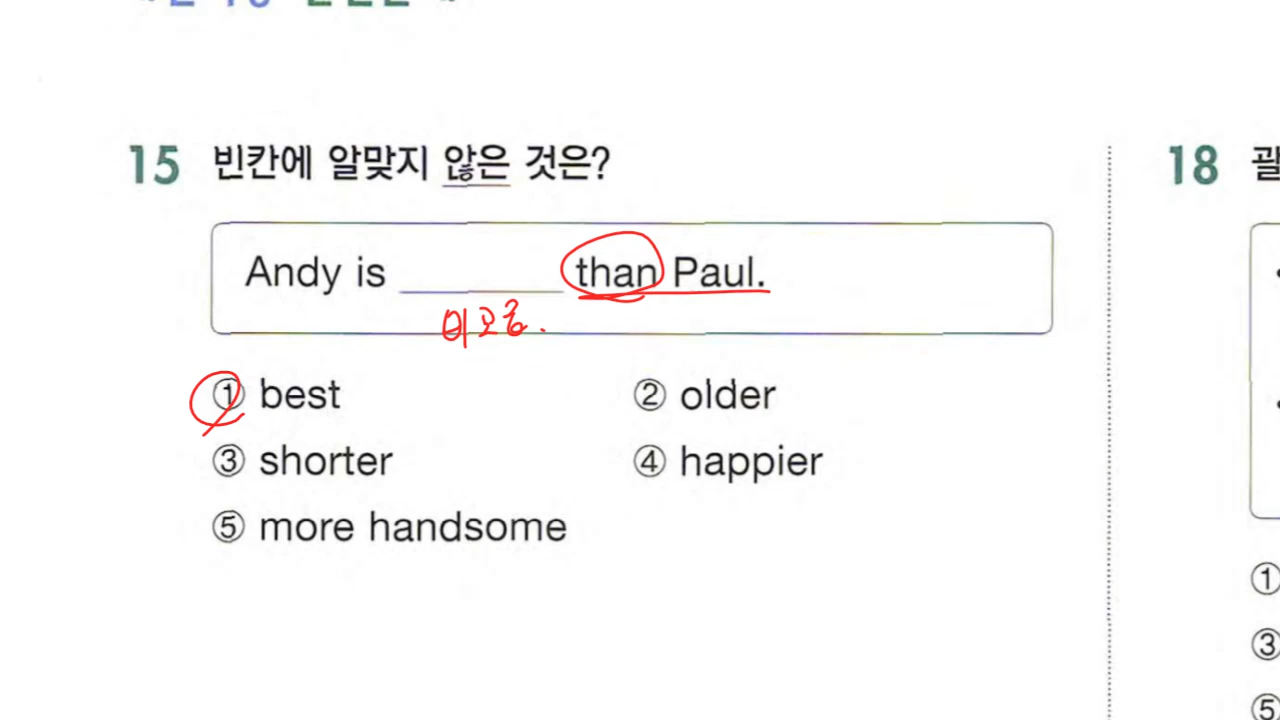 15 빈칸에 알맞지 않은 것은?
Andy is ________ than Paul.
비교급.
① best
② older
③ shorter
④ happier
⑤ more handsome
18
①
③
⑤